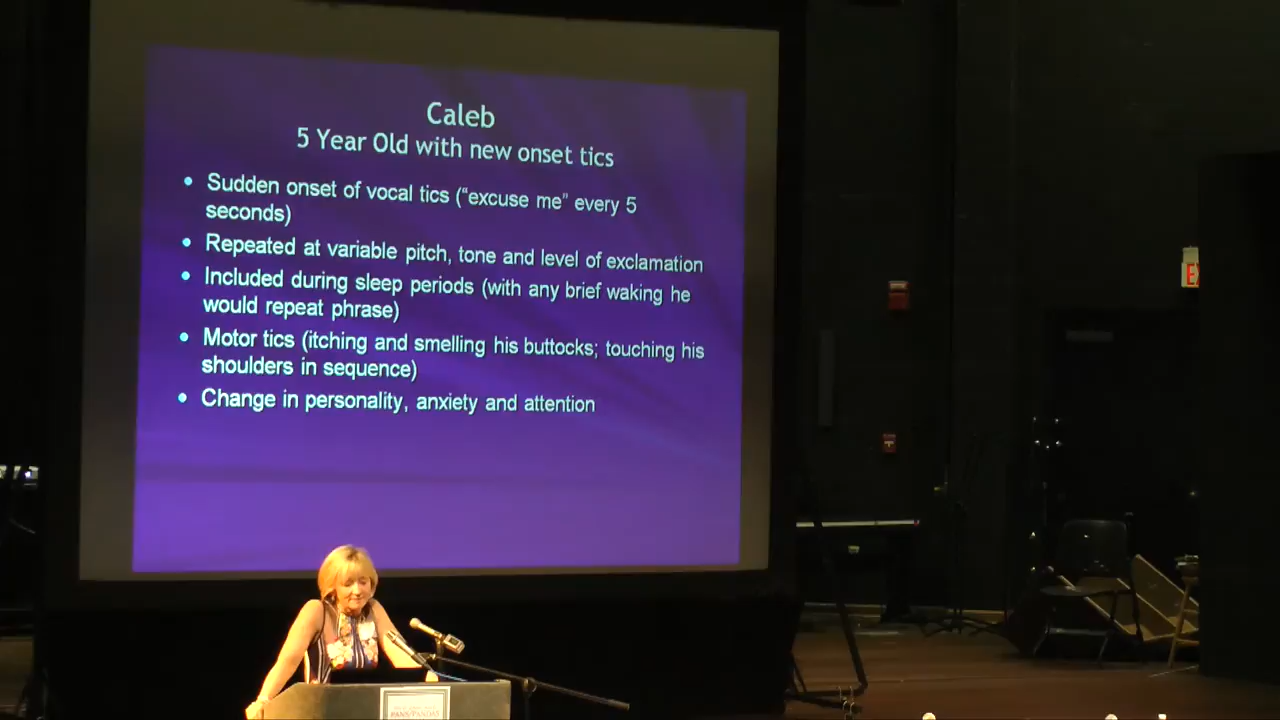 Caleb
5 Year Old with new onset tics
• Sudden onset of vocal tics (“excuse me” every 5
seconds)
• Repeated at variable pitch, tone and level of exclamation
• Included during sleep periods (with any brief waking he
would repeat phrase)
• Motor tics (itching and smelling his buttocks; touching his
shoulders in sequence)
• Change in personality, anxiety and attention
PANS/PANDAS